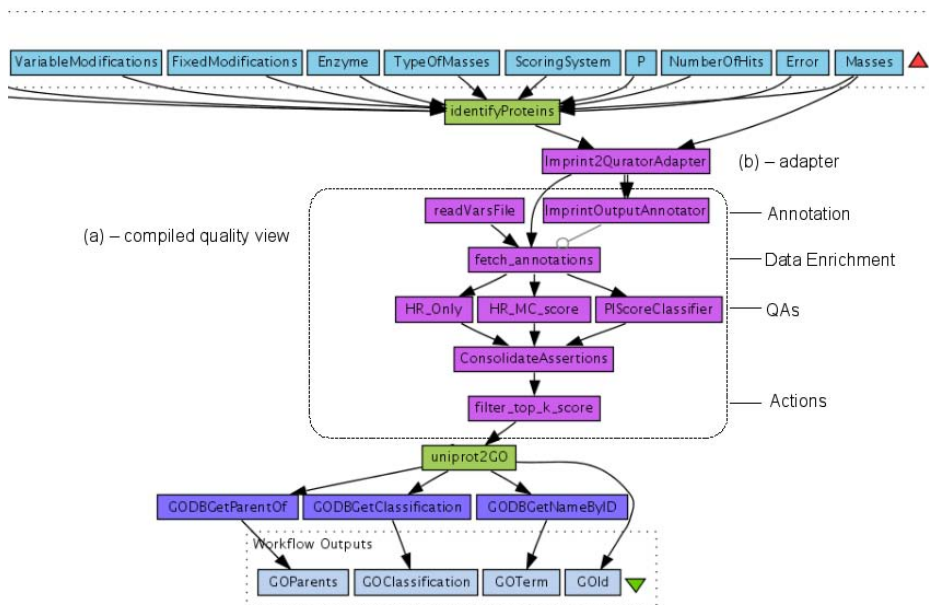 VariableModifications FixedModifications Enzyme TypeOfMasses ScoringSystem P NumberOfHits Error Masses
identifyProteins
Imprint2QuratorAdapter (b) – adapter
readVarsFile ImprintOutputAnnotator Annotation
(a) – compiled quality view
fetch_annotations Data Enrichment
HR_Only HR_MC_score PIScoreClassifier QAs
ConsolidateAssertions
filter_top_k_score Actions
uniprot2GO
GODBGetParentOf GODBGetClassification GODBGetNameByID
Workflow Outputs
GOParents GOClassification GOTerm GOId